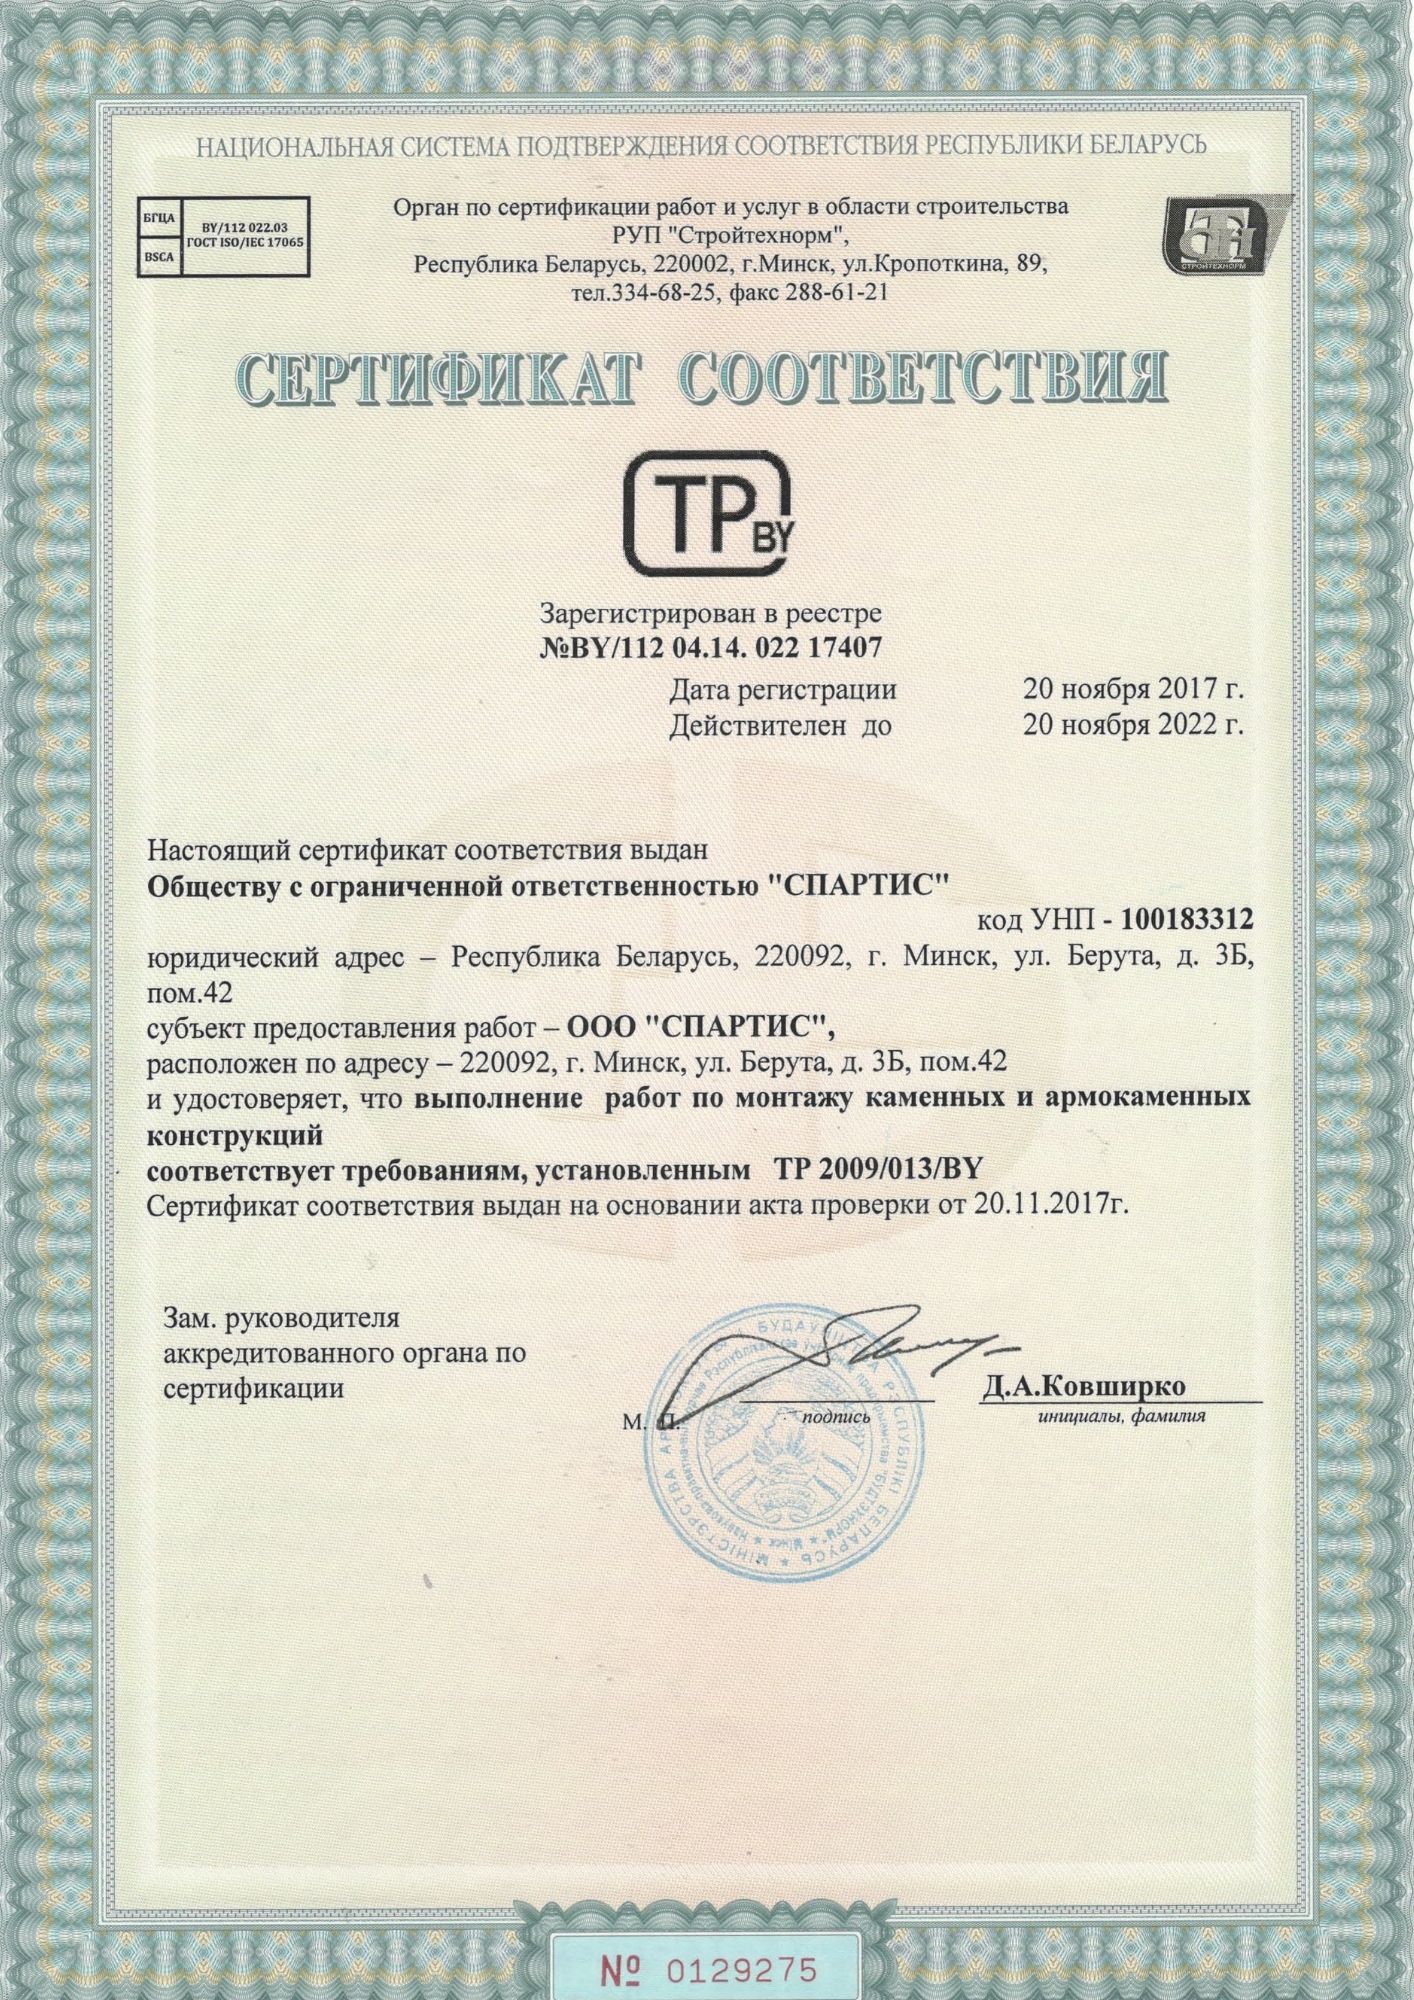 НАЦИОНАЛЬНАЯ СИСТЕМА ПОДТВЕРЖДЕНИЯ СООТВЕТСТВИЯ РЕСПУБЛИКИ БЕЛАРУСЬ
БГЦА
BSCA
BY/112 022.03
ГОСТ ISO/IEC 17065
Орган по сертификации работ и услуг в области строительства
РУП "Стройтехнорм",
Республика Беларусь, 220002, г.Минск, ул.Кропоткина, 89,
тел.334-68-25, факс 288-61-21
СТН
СТРОЙТЕХНОРМ
СЕРТИФИКАТ СООТВЕТСТВИЯ
ТР BY
Зарегистрирован в реестре
№BY/112 04.14. 022 17407
Дата регистрации 20 ноября 2017 г.
Действителен до 20 ноября 2022 г.
Настоящий сертификат соответствия выдан
Обществу с ограниченной ответственностью "СПАРТИС"
код УНП - 100183312
юридический адрес – Республика Беларусь, 220092, г. Минск, ул. Берута, д. 3Б,
пом.42
субъект предоставления работ – ООО "СПАРТИС",
расположен по адресу – 220092, г. Минск, ул. Берута, д. 3Б, пом.42
и удостоверяет, что выполнение работ по монтажу каменных и армокаменных
конструкций
соответствует требованиям, установленным ТР 2009/013/BY
Сертификат соответствия выдан на основании акта проверки от 20.11.2017г.
Зам. руководителя
аккредитованного органа по
сертификации
М. П.
подпись
Д.А.Ковширко
инициалы, фамилия
№ 0129275